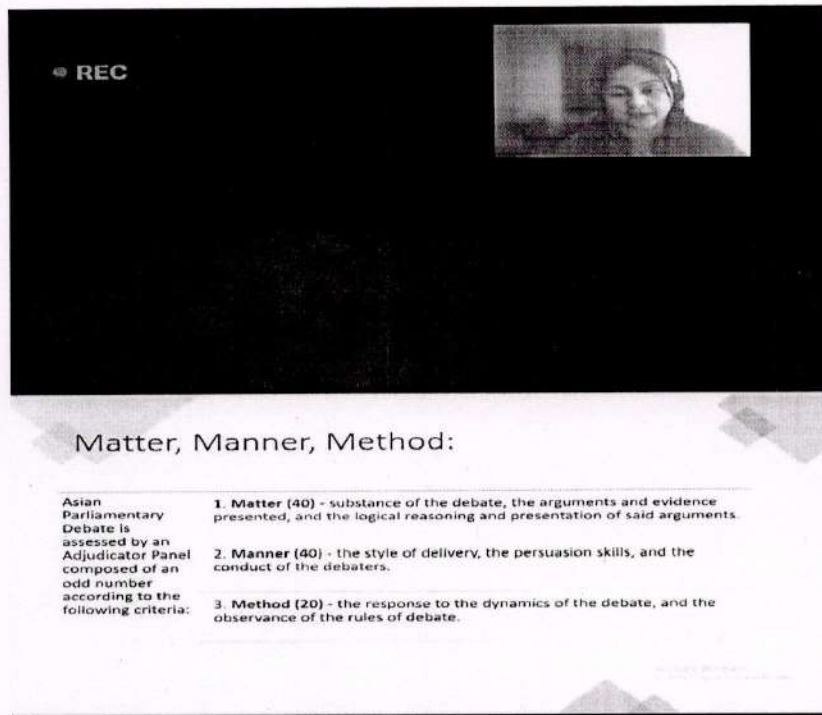 REC
Matter, Manner, Method:
Asian
Parliamentary
Debate is
assessed by an
Adjudicator Panel
composed of an
odd number
according to the
following criteria:
1. Matter (40) - substance of the debate, the arguments and evidence
presented, and the logical reasoning and presentation of said arguments.
2. Manner (40) - the style of delivery, the persuasion skills, and the
conduct of the debaters.
3. Method (20) - the response to the dynamics of the debate, and the
observance of the rules of debate.